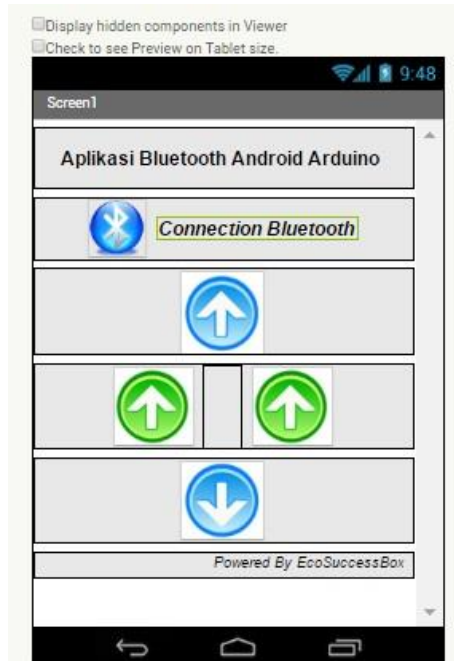 Display hidden components in Viewer
Check to see Preview on Tablet size.
9:48
Screen1
Aplikasi Bluetooth Android Arduino
Connection Bluetooth
Powered By EcoSuccessBox